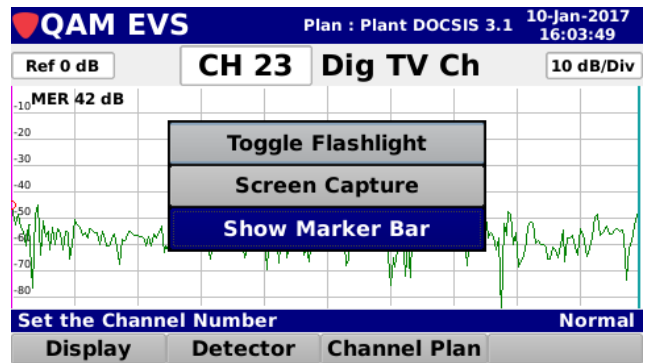 QAM EVS
Plan : Plant DOCSIS 3.1
10-Jan-2017
16:03:49
Ref 0 dB
CH 23
Dig TV Ch
10 dB/Div
MER 42 dB
-10
-20
-30
-40
-50
-60
-70
-80
Toggle Flashlight
Screen Capture
Show Marker Bar
Set the Channel Number
Normal
Display
Detector
Channel Plan